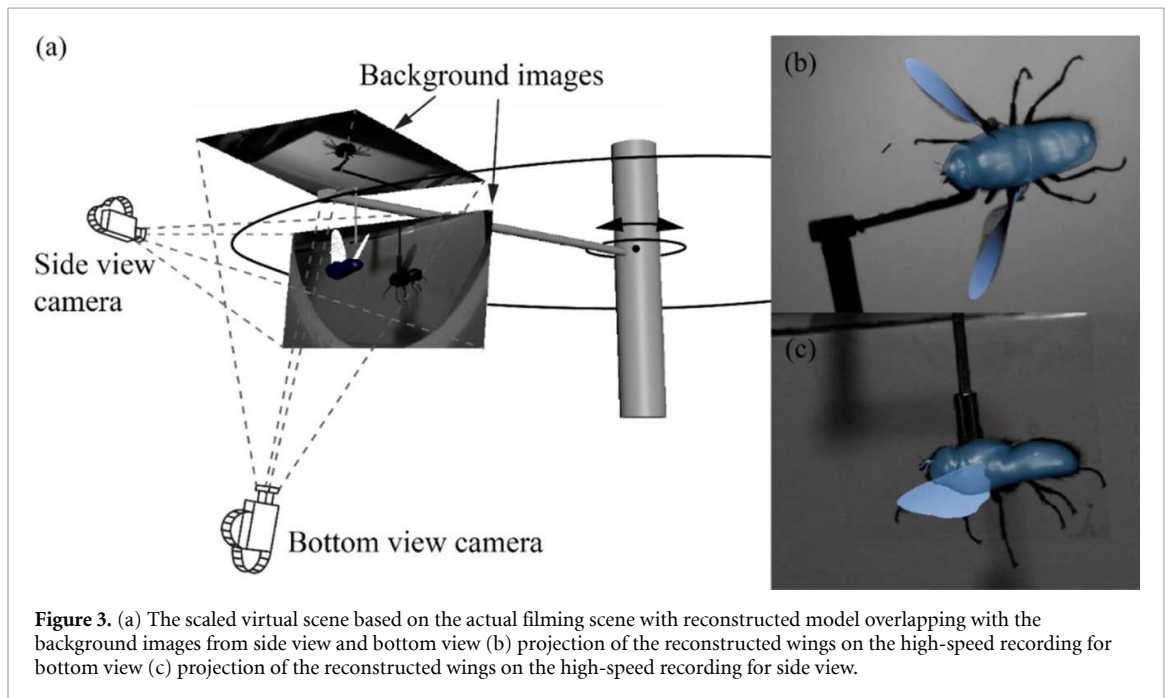 (a)
Background images
Side view
camera
Bottom view camera
(b)
(c)
Figure 3. (a) The scaled virtual scene based on the actual filming scene with reconstructed model overlapping with the
background images from side view and bottom view (b) projection of the reconstructed wings on the high-speed recording for
bottom view (c) projection of the reconstructed wings on the high-speed recording for side view.